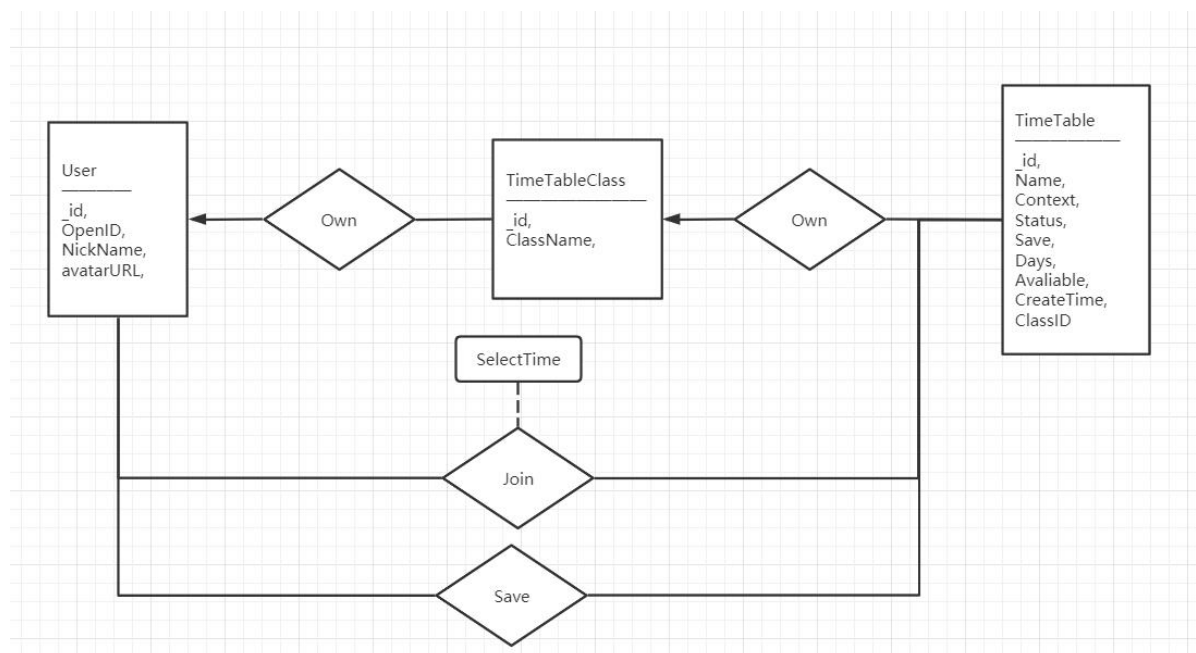 User
_id,
OpenID,
NickName,
avatarURL,
Own
TimeTableClass
_id,
ClassName,
Own
TimeTable
_id,
Name,
Context,
Status,
Save,
Days,
Avaliable,
CreateTime,
ClassID
SelectTime
Join
Save